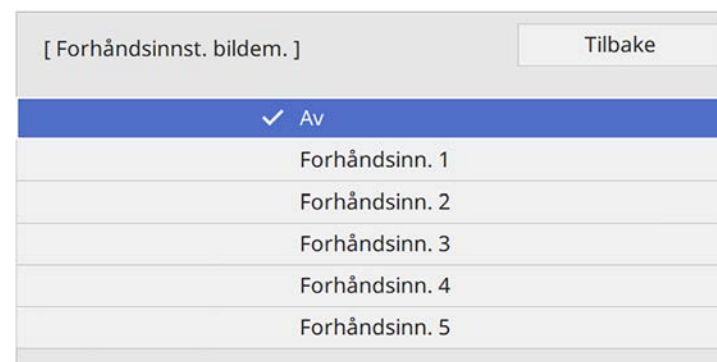 [ Forhåndsinnst. bildem. ]
Tilbake
Av
Forhåndsinn. 1
Forhåndsinn. 2
Forhåndsinn. 3
Forhåndsinn. 4
Forhåndsinn. 5